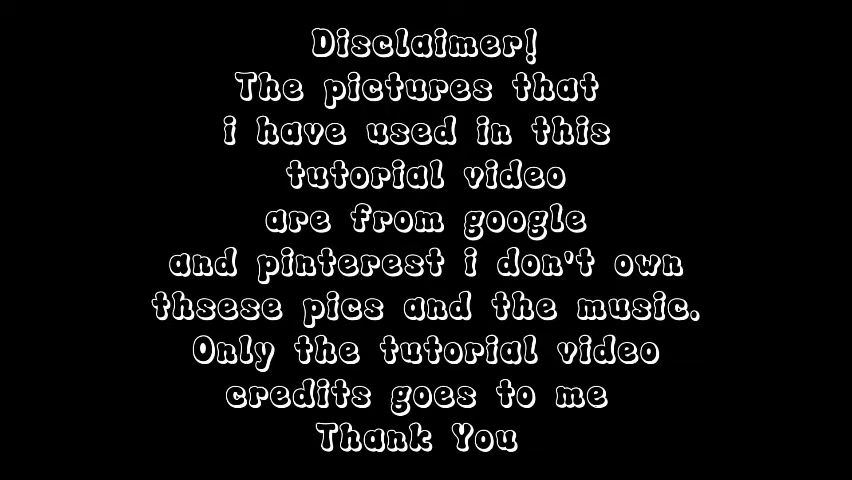 Disclaimer!
The pictures that
i have used in this
tutorial video
are from google
and pinterest i don't own
thsese pics and the music.
Only the tutorial video
credits goes to me
Thank You